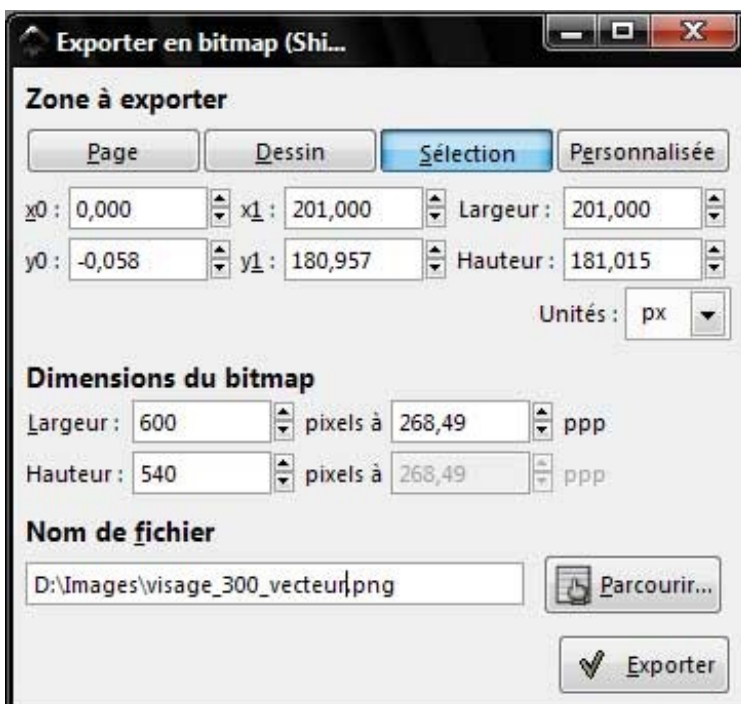 Exporter en bitmap (Shi...
Zone à exporter
Page Dessin Sélection Personnalisée
x0 : 0,000 x1 : 201,000 Largeur : 201,000
y0 : -0,058 y1 : 180,957 Hauteur : 181,015
Unités : px
Dimensions du bitmap
Largeur : 600 pixels à 268,49 ppp
Hauteur : 540 pixels à 268,49 ppp
Nom de fichier
D:\Images\visage_300_vecteur.png Parcourir...
Exporter